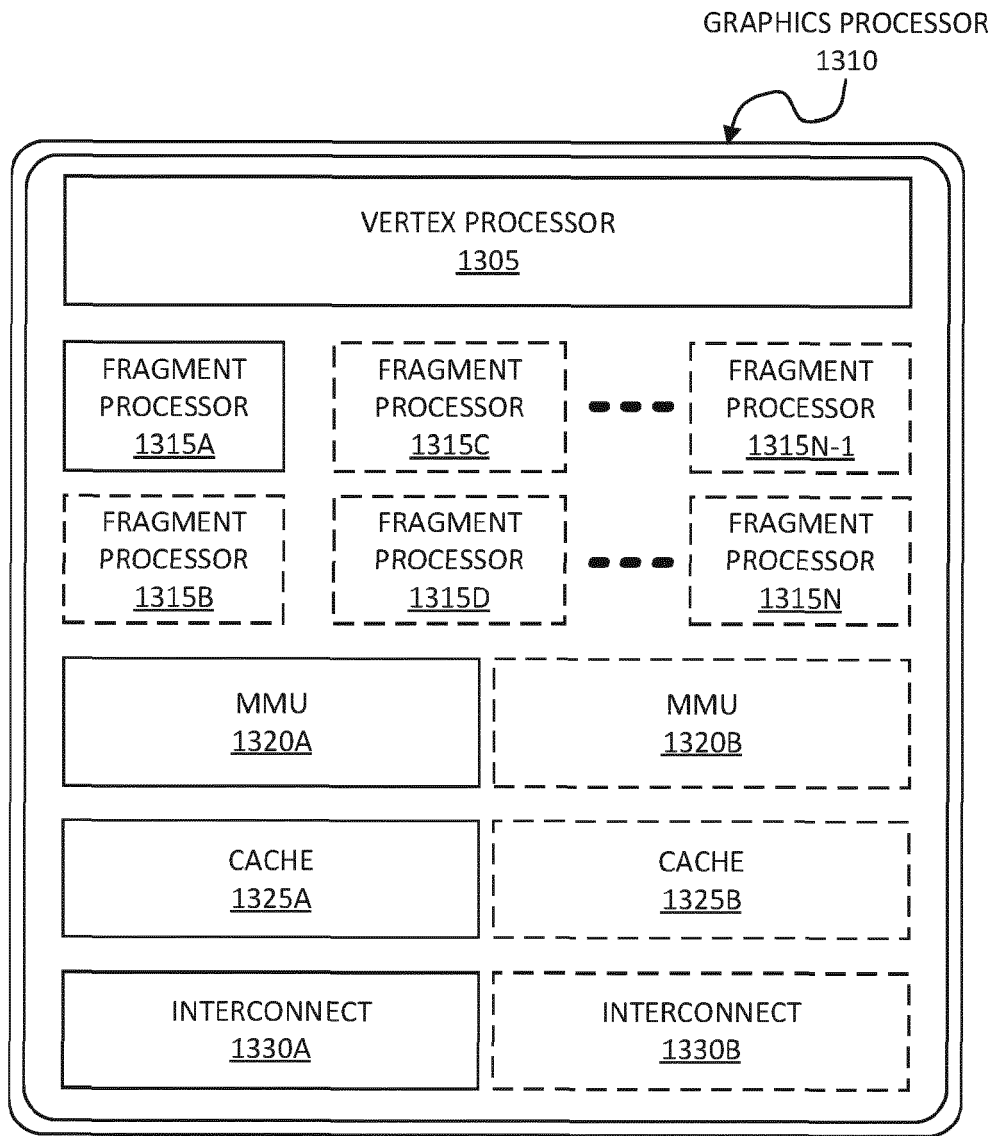 GRAPHICS PROCESSOR
1310
VERTEX PROCESSOR
1305
FRAGMENT
PROCESSOR
1315A
FRAGMENT
PROCESSOR
1315C
FRAGMENT
PROCESSOR
1315N-1
FRAGMENT
PROCESSOR
1315B
FRAGMENT
PROCESSOR
1315D
FRAGMENT
PROCESSOR
1315N
MMU
1320A
MMU
1320B
CACHE
1325A
CACHE
1325B
INTERCONNECT
1330A
INTERCONNECT
1330B